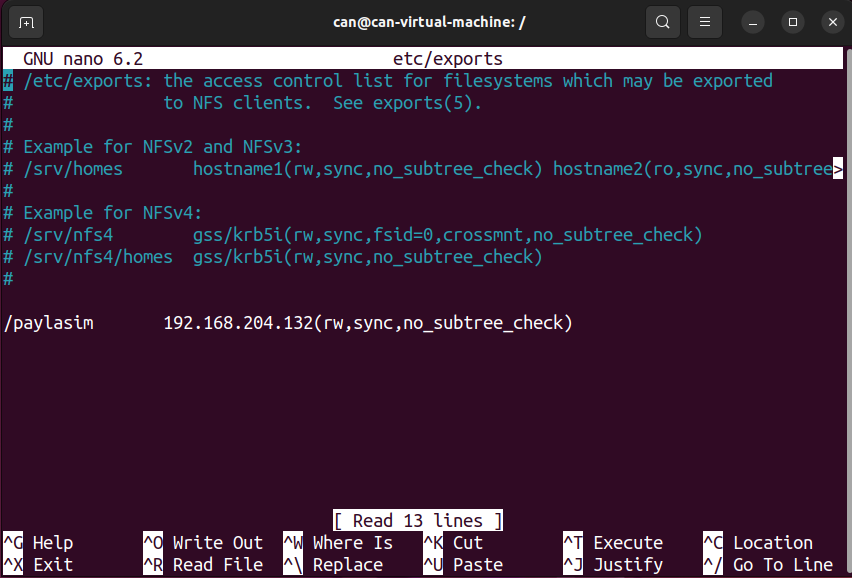 can@can-virtual-machine: /
GNU nano 6.2 etc/exports
# /etc/exports: the access control list for filesystems which may be exported
# to NFS clients. See exports(5).
#
# Example for NFSv2 and NFSv3:
# /srv/homes hostname1(rw,sync,no_subtree_check) hostname2(ro,sync,no_subtree>
#
# Example for NFSv4:
# /srv/nfs4 gss/krb5i(rw,sync,fsid=0,crossmnt,no_subtree_check)
# /srv/nfs4/homes gss/krb5i(rw,sync,no_subtree_check)
#
/paylasim 192.168.204.132(rw,sync,no_subtree_check)
[ Read 13 lines ]
^G Help ^O Write Out ^W Where Is ^K Cut ^T Execute ^C Location
^X Exit ^R Read File ^\ Replace ^U Paste ^J Justify ^/ Go To Line